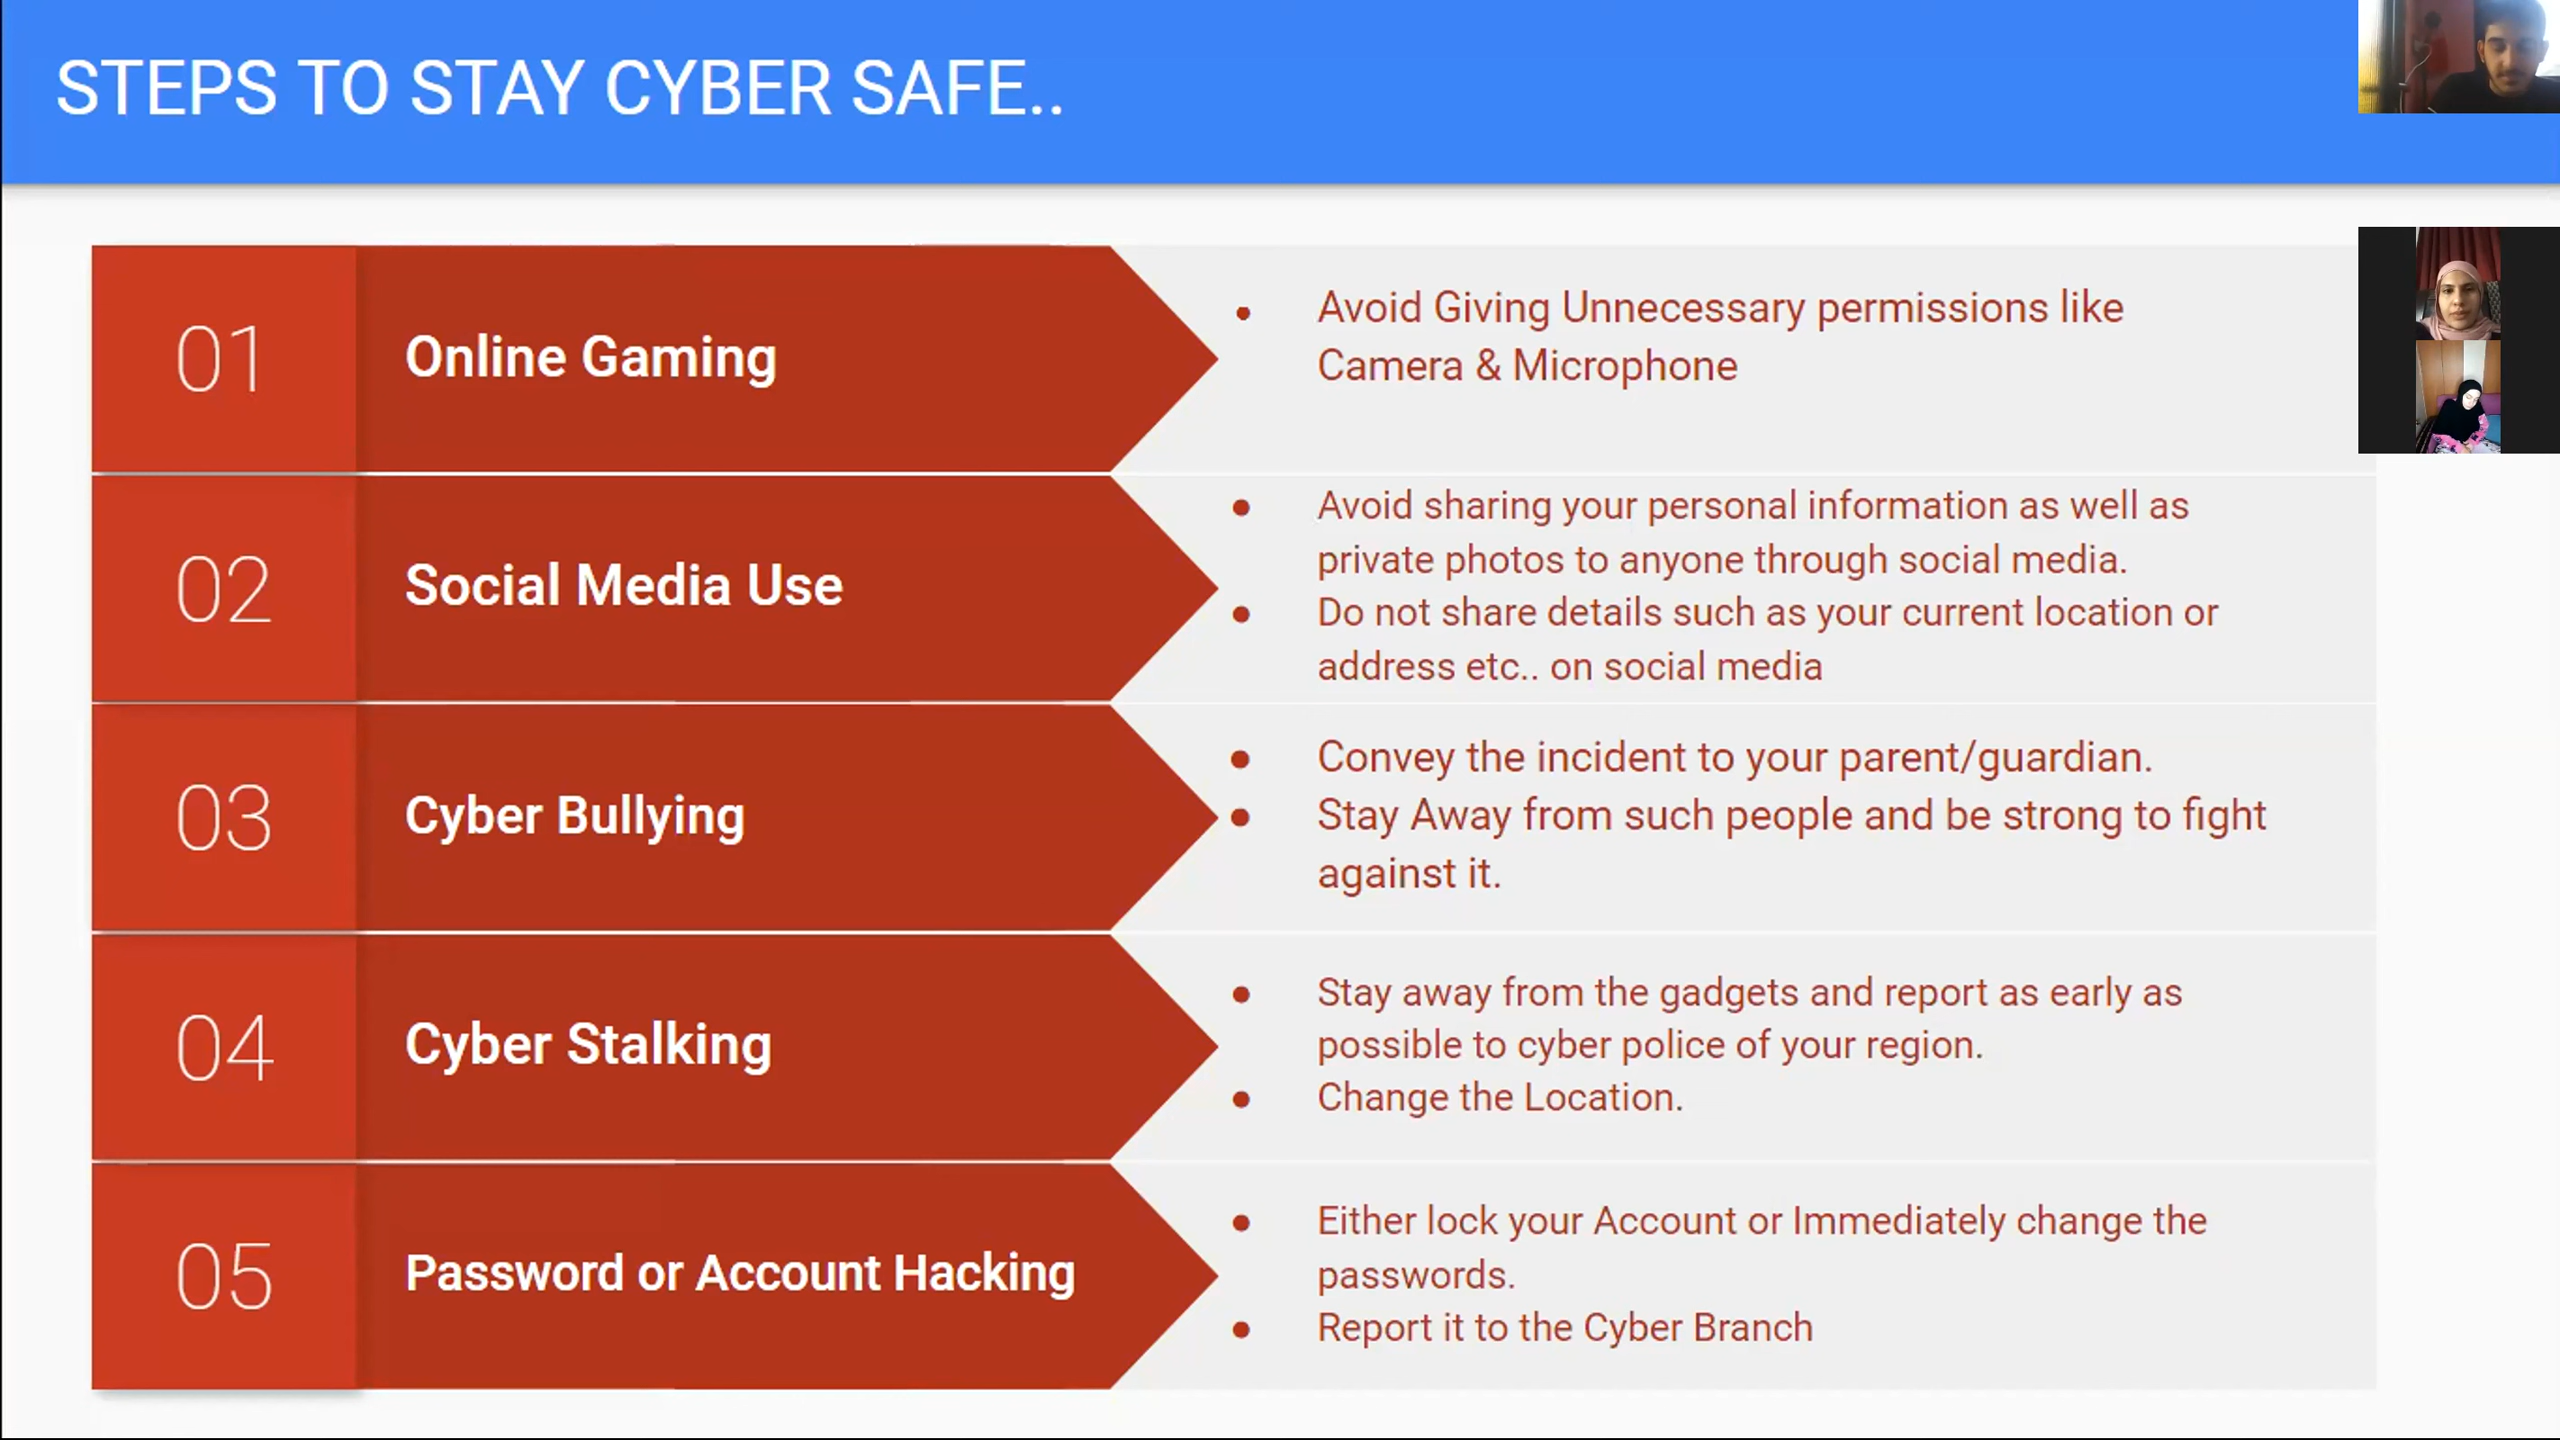 STEPS TO STAY CYBER SAFE..
01
Online Gaming
• Avoid Giving Unnecessary permissions like
Camera & Microphone
02
Social Media Use
• Avoid sharing your personal information as well as
private photos to anyone through social media.
• Do not share details such as your current location or
address etc.. on social media
03
Cyber Bullying
• Convey the incident to your parent/guardian.
• Stay Away from such people and be strong to fight
against it.
04
Cyber Stalking
• Stay away from the gadgets and report as early as
possible to cyber police of your region.
• Change the Location.
05
Password or Account Hacking
• Either lock your Account or Immediately change the
passwords.
• Report it to the Cyber Branch